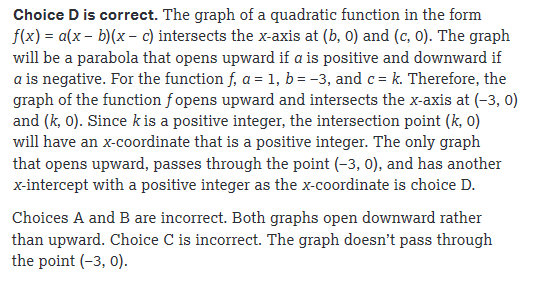 Choice D is correct. The graph of a quadratic function in the form
f(x) = a(x – b)(x – c) intersects the x-axis at (b, 0) and (c, 0). The graph
will be a parabola that opens upward if a is positive and downward if
a is negative. For the function f, a = 1, b = –3, and c = k. Therefore, the
graph of the function f opens upward and intersects the x-axis at (–3, 0)
and (k, 0). Since k is a positive integer, the intersection point (k, 0)
will have an x-coordinate that is a positive integer. The only graph
that opens upward, passes through the point (–3, 0), and has another
x-intercept with a positive integer as the x-coordinate is choice D.
Choices A and B are incorrect. Both graphs open downward rather
than upward. Choice C is incorrect. The graph doesn’t pass through
the point (–3, 0).